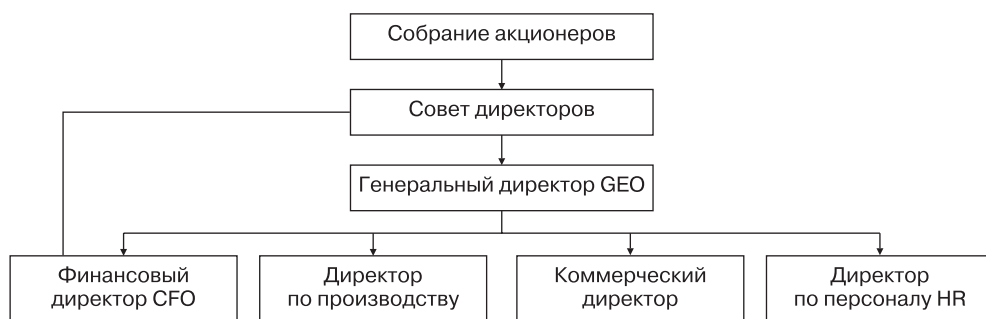 Собрание акционеров
Совет директоров
Генеральный директор GEO
Финансовый
директор CFO
Директор
по производству
Коммерческий
директор
Директор
по персоналу HR